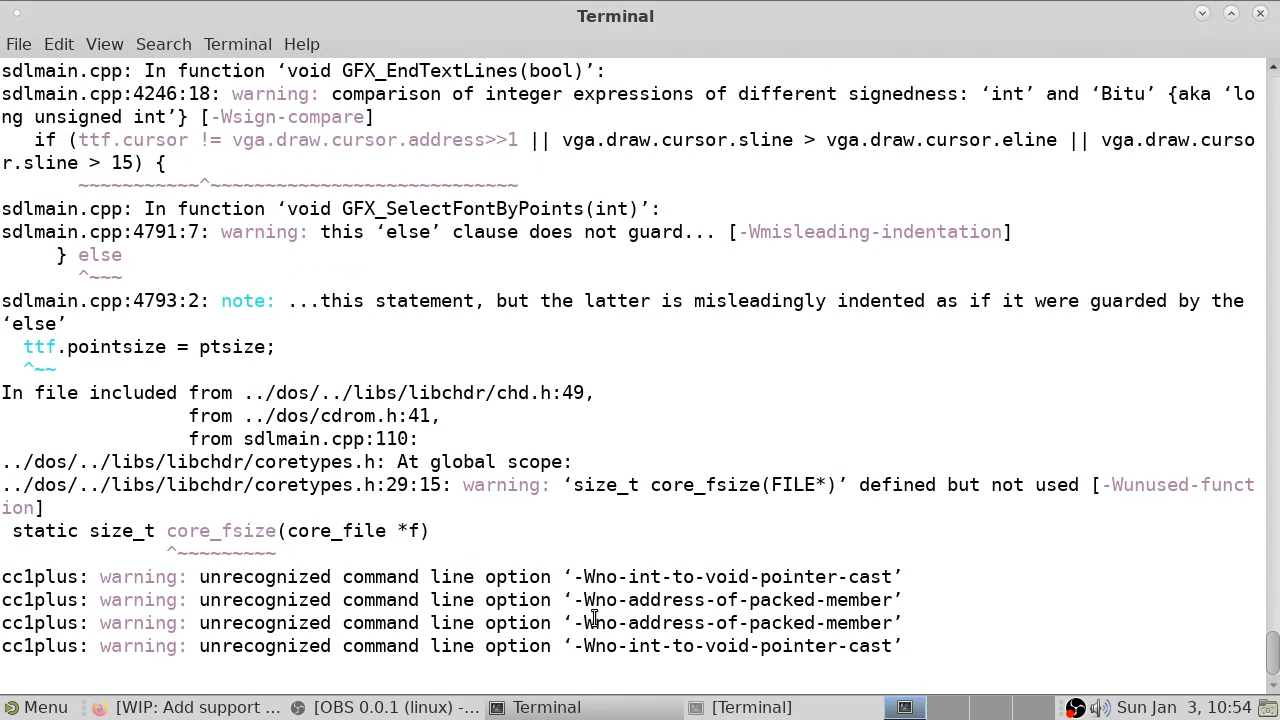 Terminal
File Edit View Search Terminal Help
sdlmain.cpp: In function ‘void GFX_EndTextLines(bool)’:
sdlmain.cpp:4246:18: warning: comparison of integer expressions of different signedness: ‘int’ and ‘Bitu’ {aka ‘lo
ng unsigned int’} [-Wsign-compare]
   if (ttf.cursor != vga.draw.cursor.address>>1 || vga.draw.cursor.sline > vga.draw.cursor.eline || vga.draw.curso
r.sline > 15) {
       ~~~~~~~~~~~^~~~~~~~~~~~~~~~~~~~~~~~~~~~
sdlmain.cpp: In function ‘void GFX_SelectFontByPoints(int)’:
sdlmain.cpp:4791:7: warning: this ‘else’ clause does not guard... [-Wmisleading-indentation]
     } else
       ^~~~
sdlmain.cpp:4793:2: note: ...this statement, but the latter is misleadingly indented as if it were guarded by the
‘else’
  ttf.pointsize = ptsize;
  ^~~
In file included from ../dos/../libs/libchdr/chd.h:49,
                 from ../dos/cdrom.h:41,
                 from sdlmain.cpp:110:
../dos/../libs/libchdr/coretypes.h: At global scope:
../dos/../libs/libchdr/coretypes.h:29:15: warning: ‘size_t core_fsize(FILE*)’ defined but not used [-Wunused-funct
ion]
 static size_t core_fsize(core_file *f)
               ^~~~~~~~~~
cc1plus: warning: unrecognized command line option ‘-Wno-int-to-void-pointer-cast’
cc1plus: warning: unrecognized command line option ‘-Wno-address-of-packed-member’
cc1plus: warning: unrecognized command line option ‘-Wno-address-of-packed-member’
cc1plus: warning: unrecognized command line option ‘-Wno-int-to-void-pointer-cast’
Menu [WIP: Add support ... [OBS 0.0.1 (linux) -... Terminal [Terminal] Sun Jan 3, 10:54